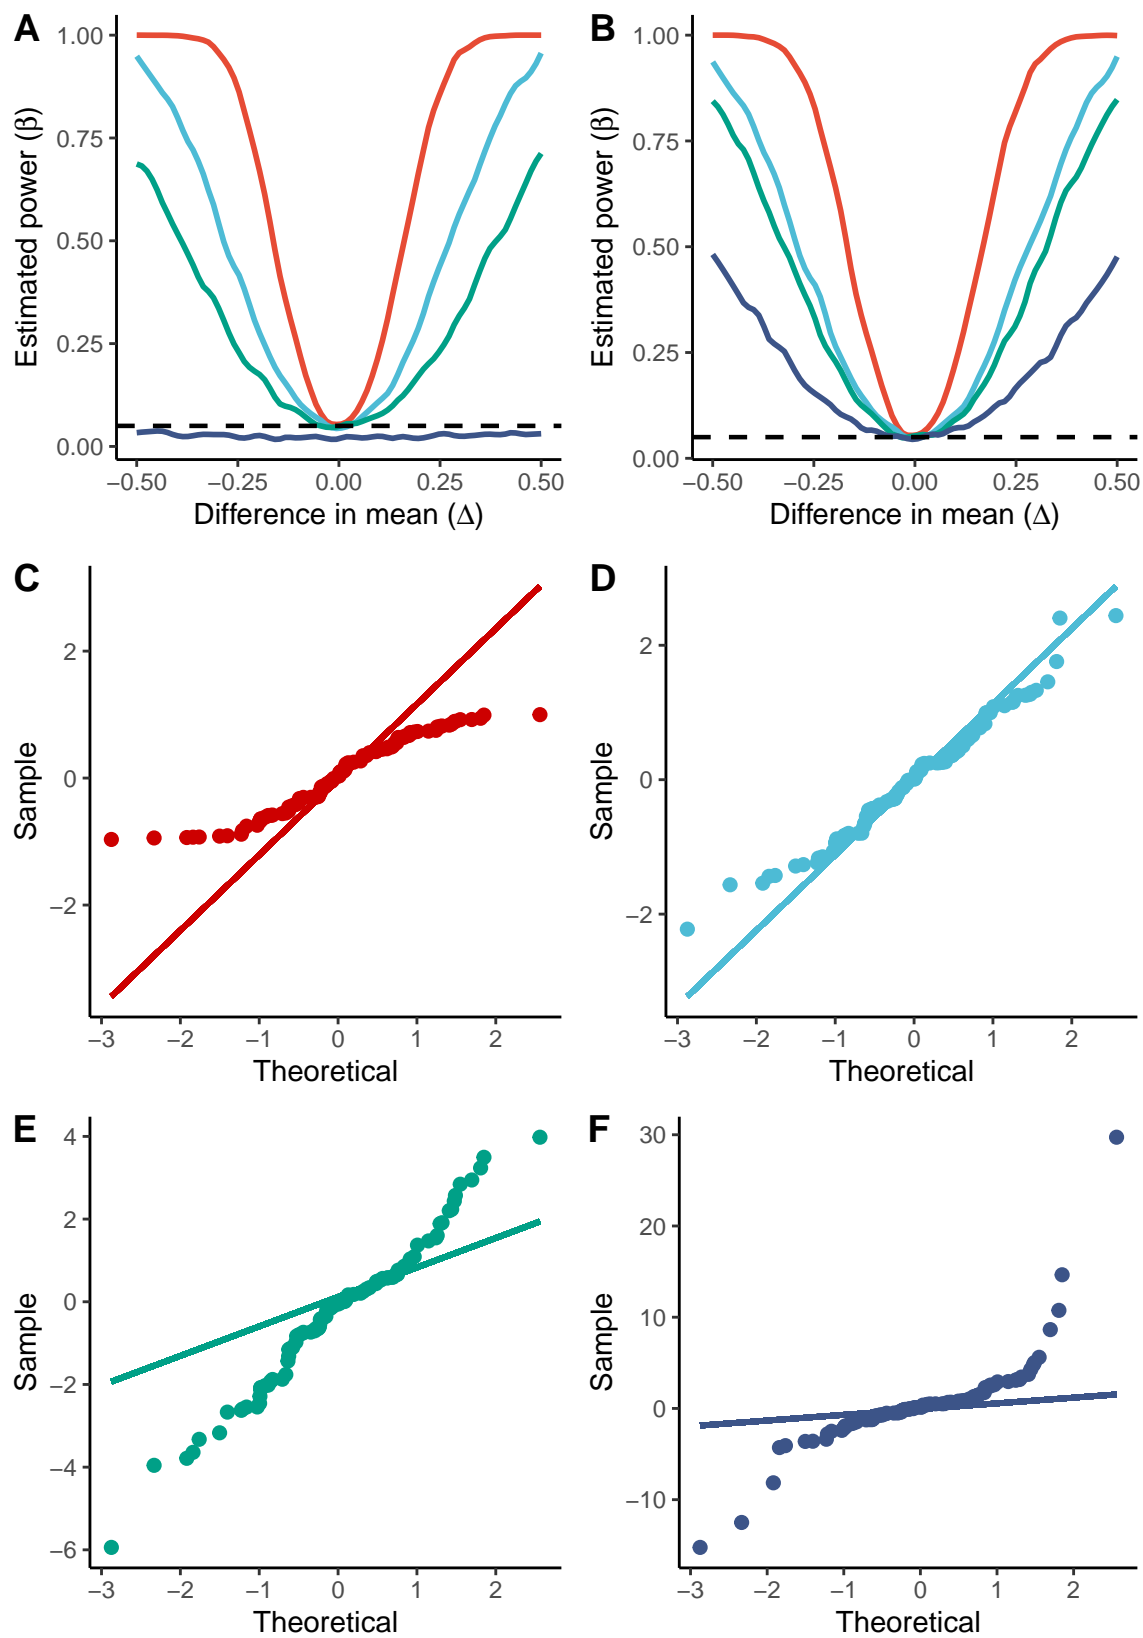 A
Estimated power (β)
1.00
0.75
0.50
0.25
0.00
−0.50 −0.25 0.00 0.25 0.50
Difference in mean (Δ)
B
Estimated power (β)
1.00
0.75
0.50
0.25
0.00
−0.50 −0.25 0.00 0.25 0.50
Difference in mean (Δ)
C
Sample
2
0
−2
−3 −2 −1 0 1 2
Theoretical
D
Sample
2
0
−2
−3 −2 −1 0 1 2
Theoretical
E
Sample
4
2
0
−2
−4
−6
−3 −2 −1 0 1 2
Theoretical
F
Sample
30
20
10
0
−10
−3 −2 −1 0 1 2
Theoretical